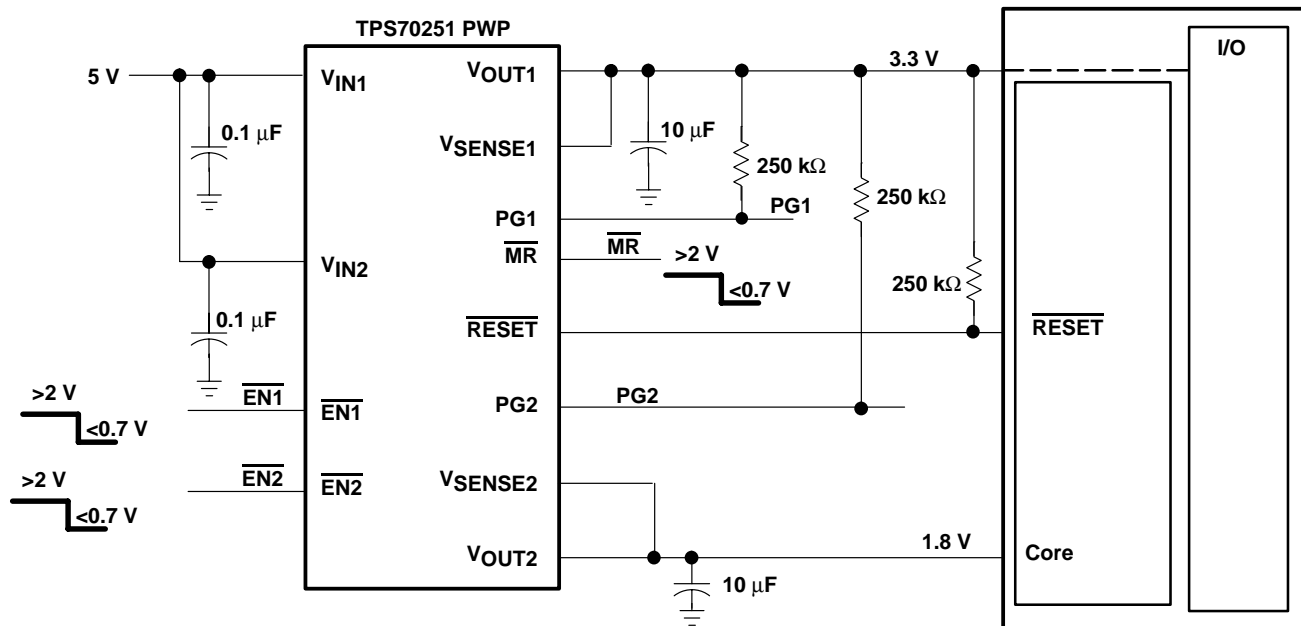 TPS70251 PWP
I/O
5 V
VIN1
VOUT1
3.3 V
0.1 μF
VSENSE1
10 μF
250 kΩ
250 kΩ
PG1
PG1
MR
MR
>2 V
<0.7 V
250 kΩ
VIN2
0.1 μF
RESET
RESET
>2 V
<0.7 V
EN1
EN1
PG2
PG2
>2 V
<0.7 V
EN2
EN2
VSENSE2
VOUT2
1.8 V
Core
10 μF